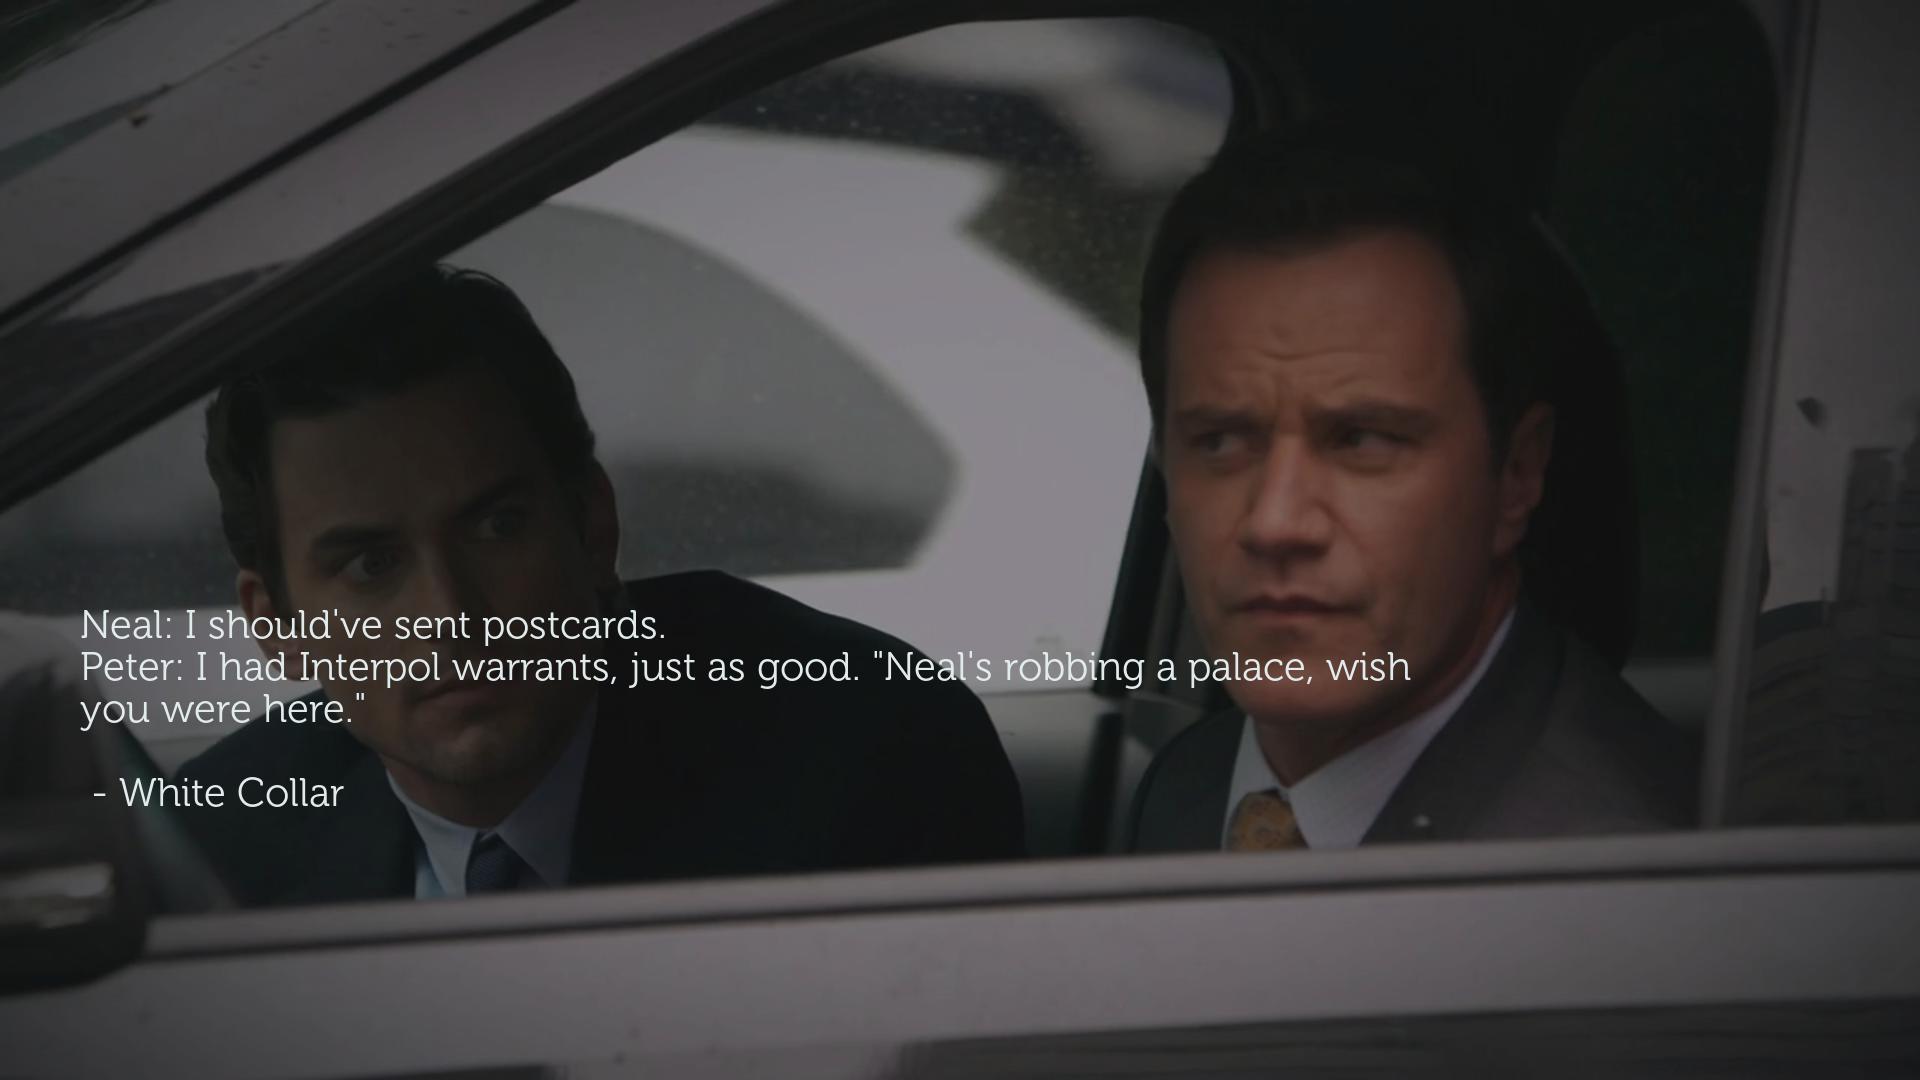 Neal: I should've sent postcards.
Peter: I had Interpol warrants, just as good. "Neal's robbing a palace, wish
you were here."
- White Collar